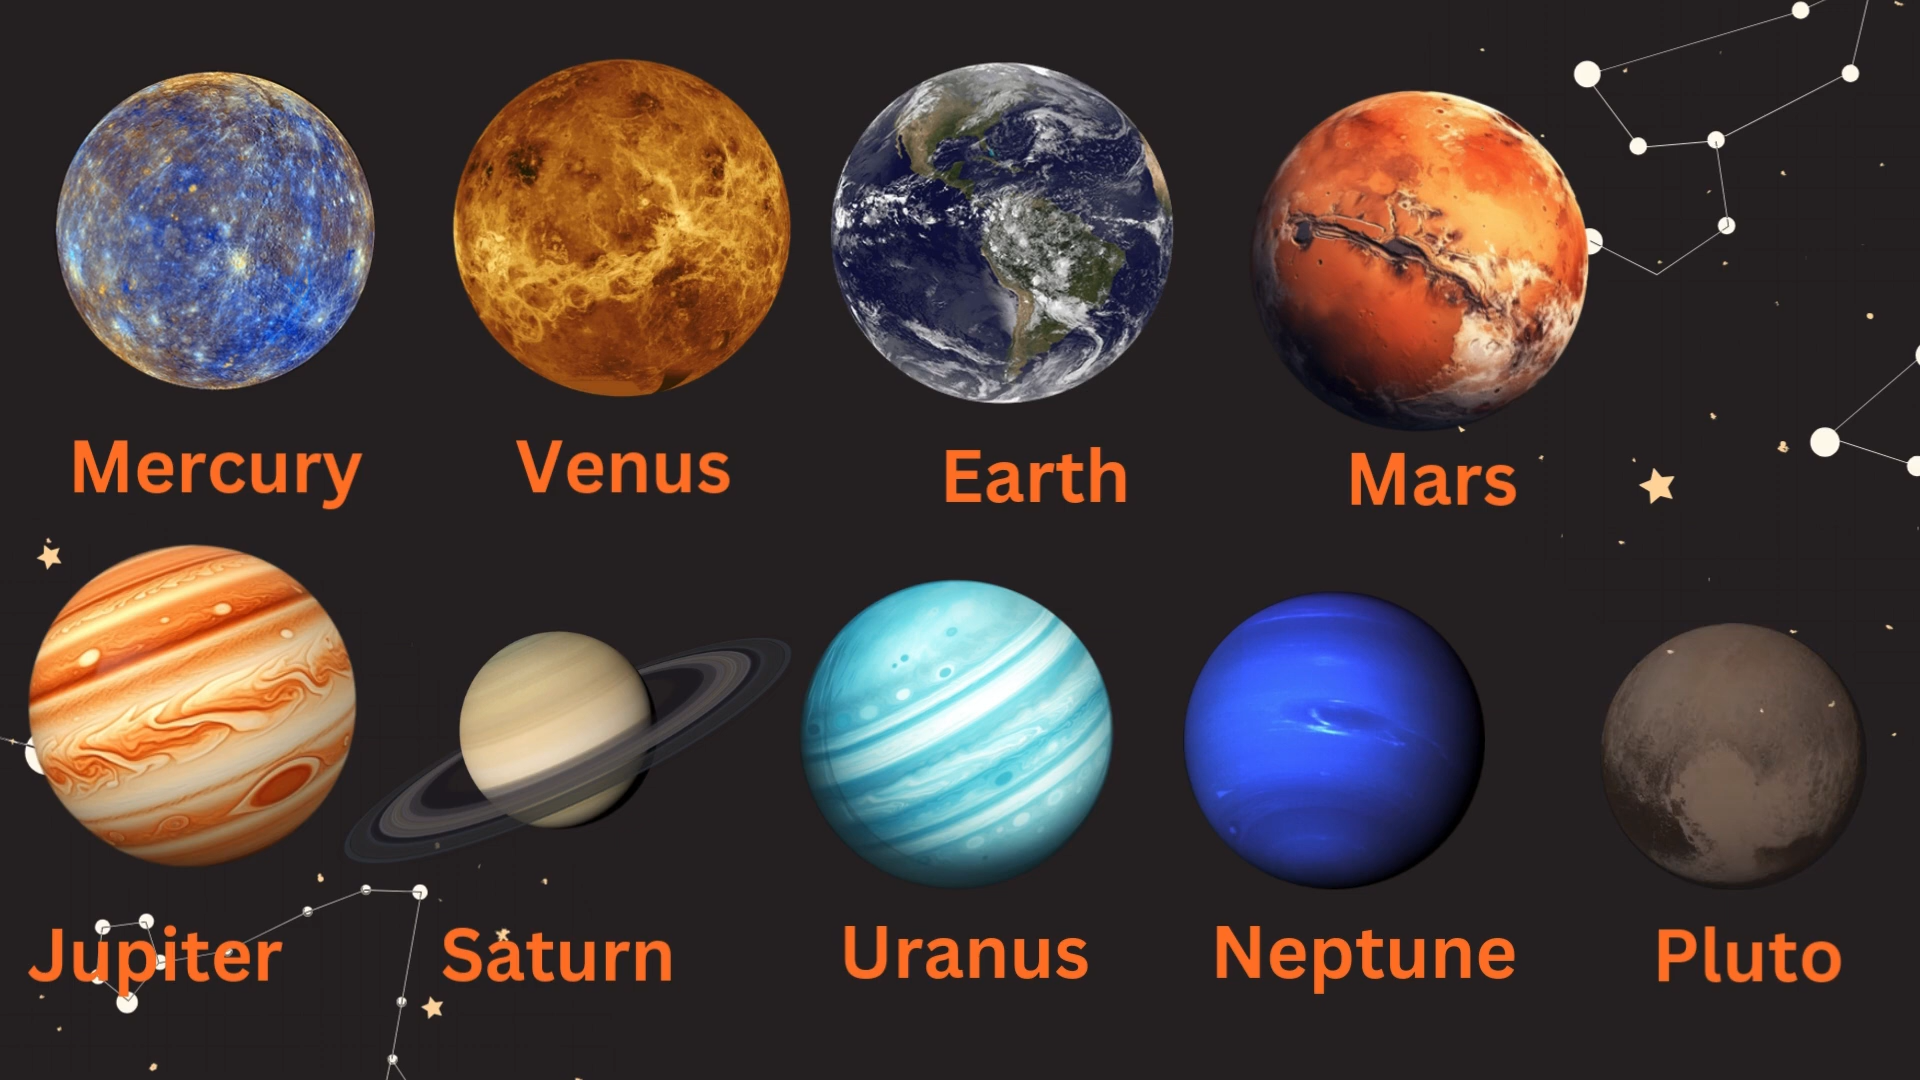 Mercury
Venus
Earth
Mars
Jupiter
Saturn
Uranus
Neptune
Pluto